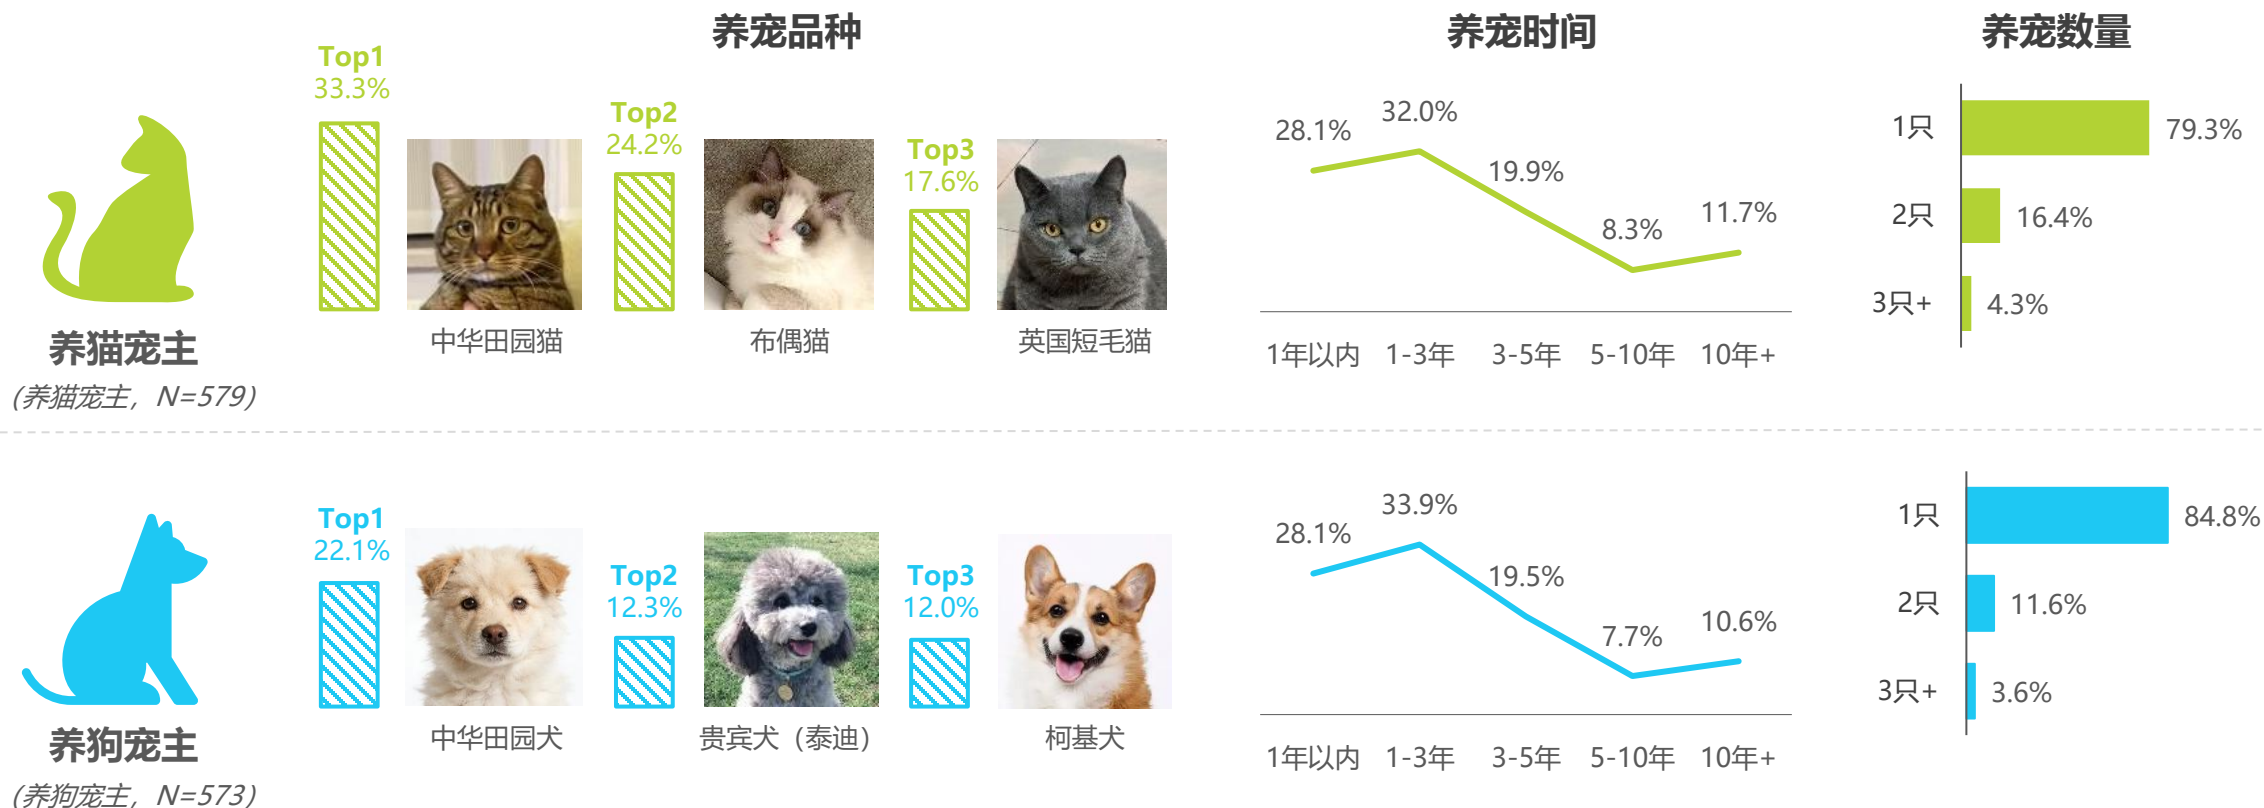 养宠品种
养宠时间
养宠数量
Top1
33.3%
Top2
24.2%
Top3
17.6%
中华田园猫
布偶猫
英国短毛猫
养猫宠主
(养猫宠主，N=579)
28.1%
32.0%
19.9%
8.3%
11.7%
1年以内
1-3年
3-5年
5-10年
10年+
1只
79.3%
2只
16.4%
3只+
4.3%
Top1
22.1%
Top2
12.3%
Top3
12.0%
中华田园犬
贵宾犬（泰迪）
柯基犬
养狗宠主
(养狗宠主，N=573)
28.1%
33.9%
19.5%
7.7%
10.6%
1年以内
1-3年
3-5年
5-10年
10年+
1只
84.8%
2只
11.6%
3只+
3.6%